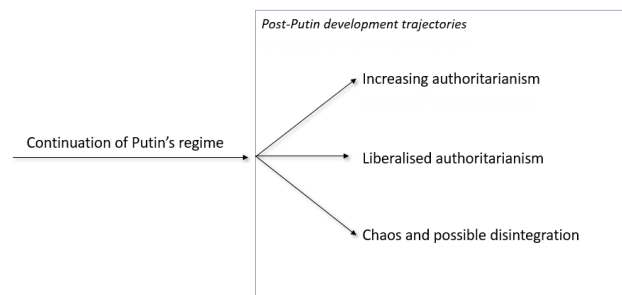 Post-Putin development trajectories
Increasing authoritarianism
Continuation of Putin's regime
Liberalised authoritarianism
Chaos and possible disintegration